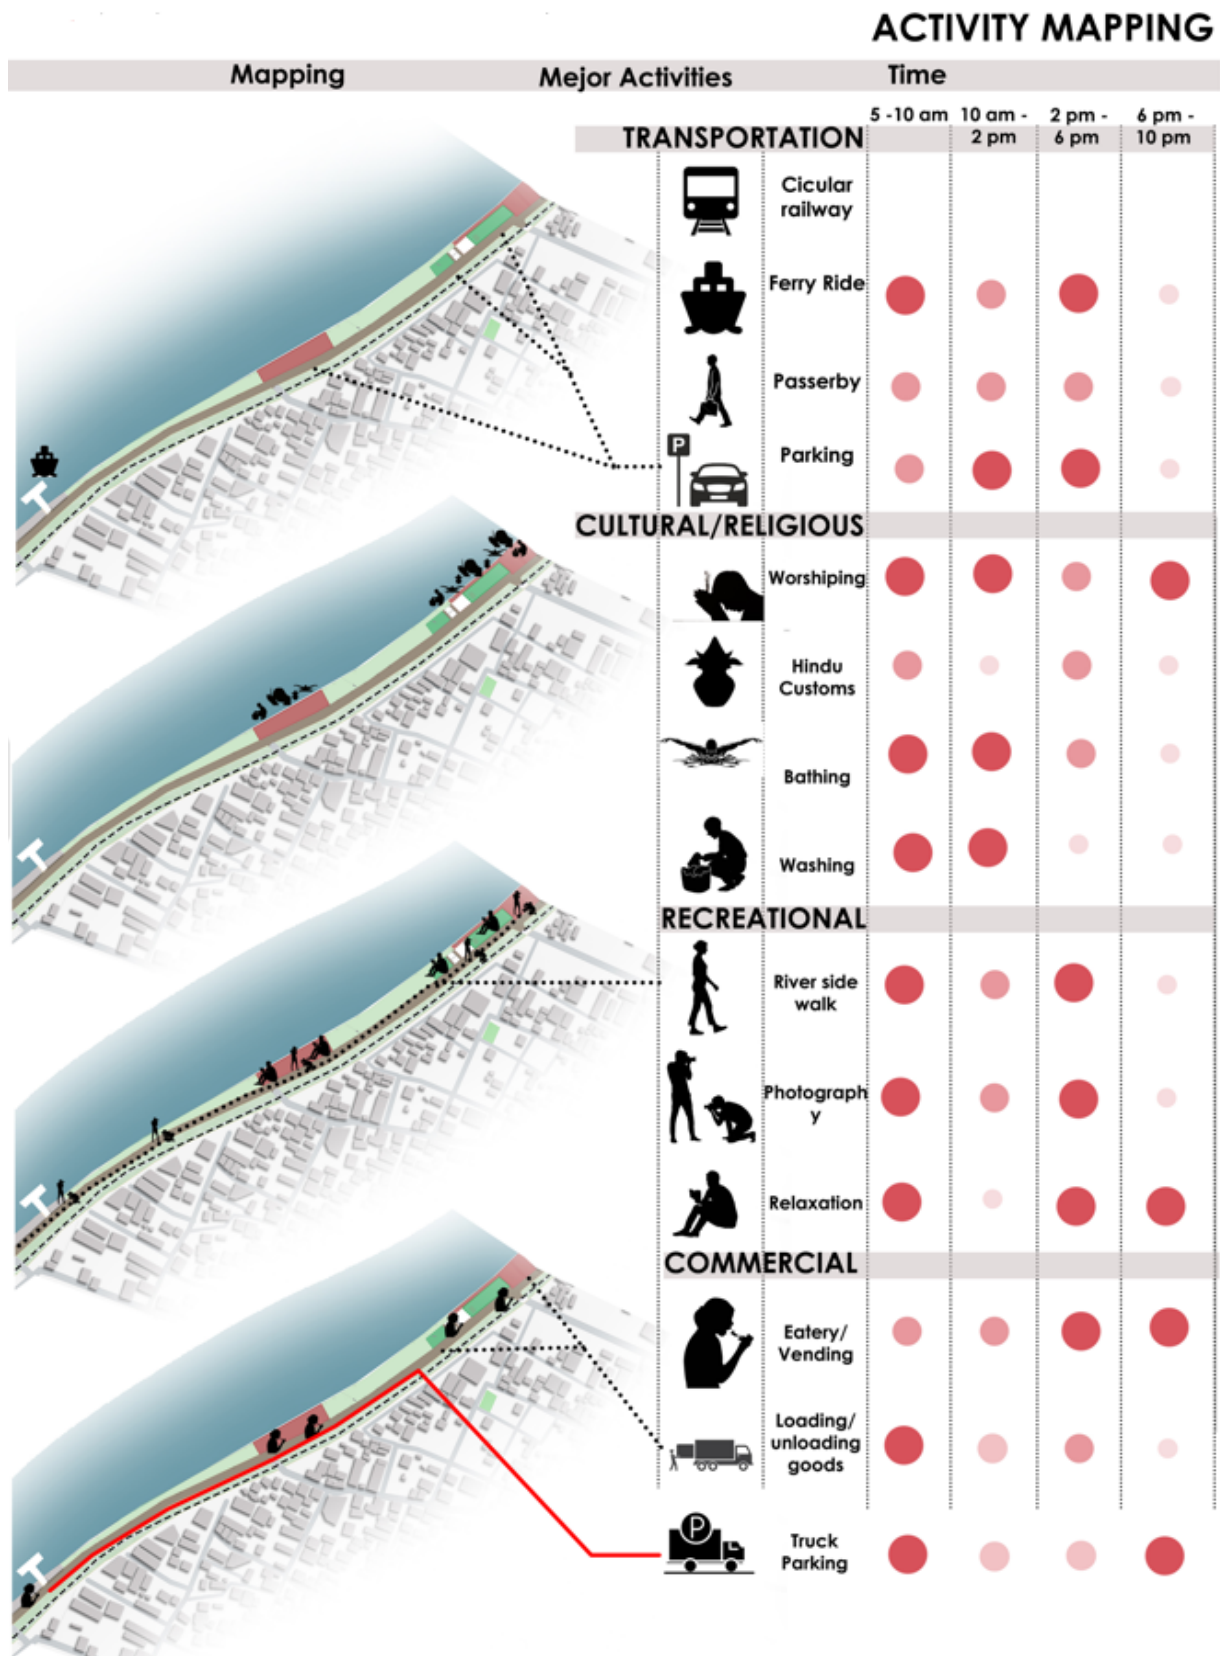 ACTIVITY MAPPING
Mapping
Mejor Activities
Time
5 -10 am
10 am -
2 pm
2 pm -
6 pm
6 pm -
10 pm
TRANSPORTATION
Cicular
railway
Ferry Ride
Passerby
P
Parking
CULTURAL/RELIGIOUS
Worshiping
Hindu
Customs
Bathing
Washing
RECREATIONAL
River side
walk
Photograph
y
Relaxation
COMMERCIAL
Eatery/
Vending
Loading/
unloading
goods
P
Truck
Parking